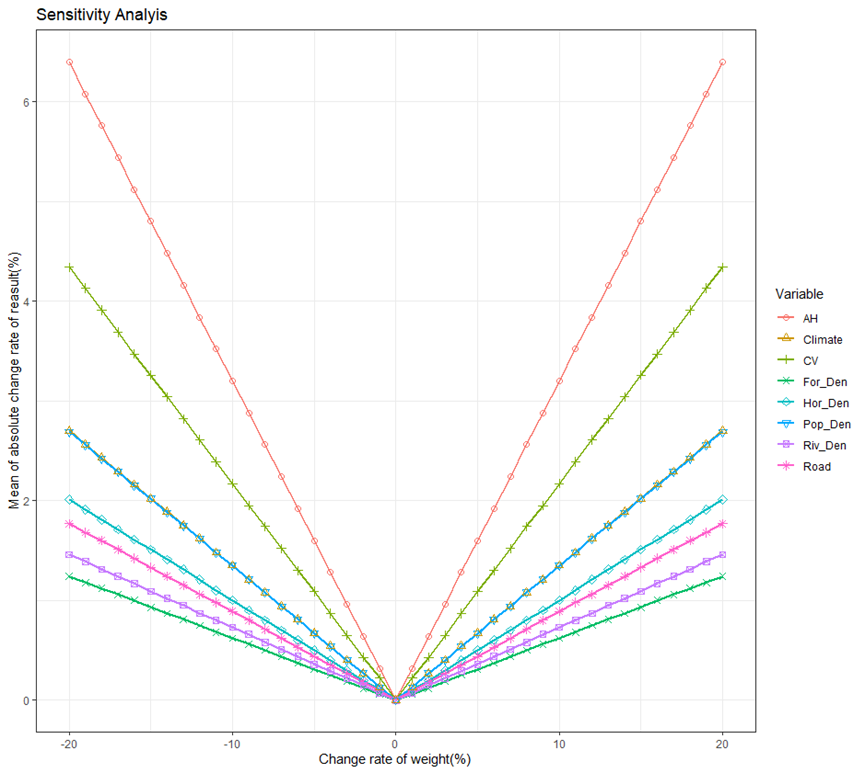 Sensitivity Analyis
Mean of absolute change rate of reasult(%)
6
4
2
0
-20
-10
0
10
20
Change rate of weight(%)
Variable
AH
Climate
CV
For_Den
Hor_Den
Pop_Den
Riv_Den
Road